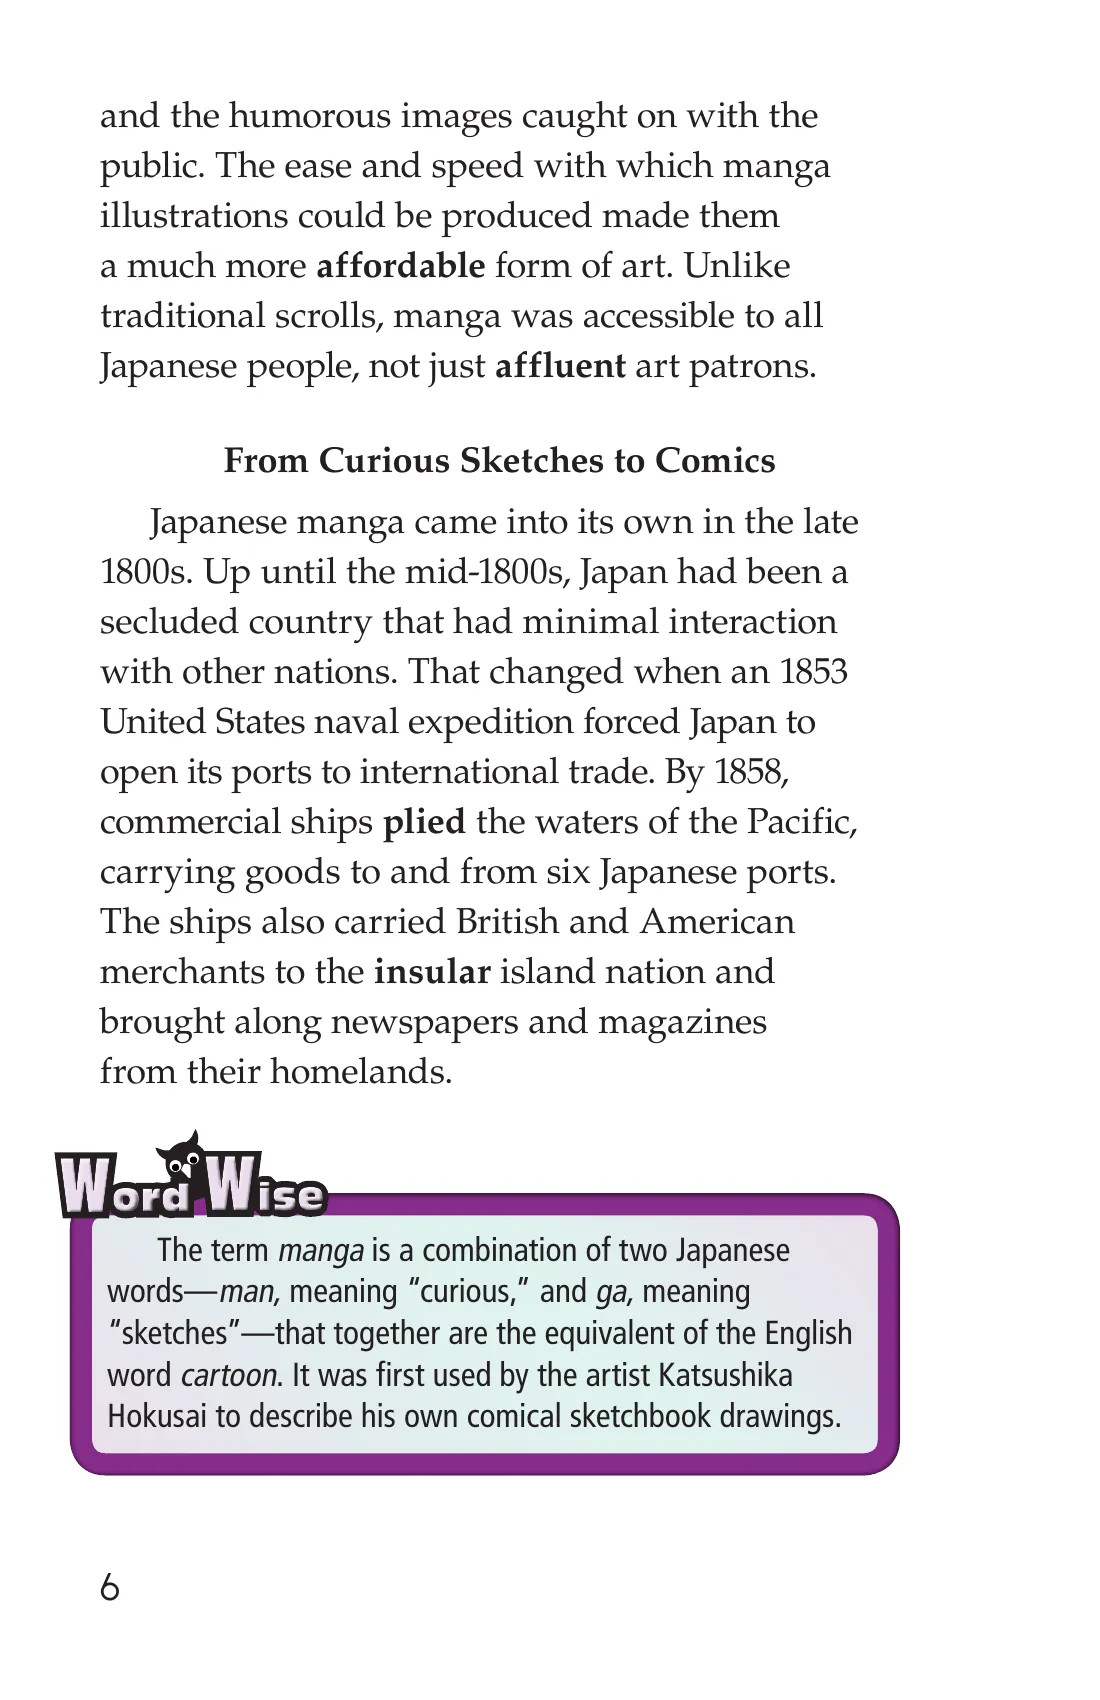 and the humorous images caught on with the
public. The ease and speed with which manga
illustrations could be produced made them
a much more affordable form of art. Unlike
traditional scrolls, manga was accessible to all
Japanese people, not just affluent art patrons.
From Curious Sketches to Comics
Japanese manga came into its own in the late
1800s. Up until the mid-1800s, Japan had been a
secluded country that had minimal interaction
with other nations. That changed when an 1853
United States naval expedition forced Japan to
open its ports to international trade. By 1858,
commercial ships plied the waters of the Pacific,
carrying goods to and from six Japanese ports.
The ships also carried British and American
merchants to the insular island nation and
brought along newspapers and magazines
from their homelands.
Word Wise
The term manga is a combination of two Japanese
words—man, meaning “curious,” and ga, meaning
“sketches”—that together are the equivalent of the English
word cartoon. It was first used by the artist Katsushika
Hokusai to describe his own comical sketchbook drawings.
6